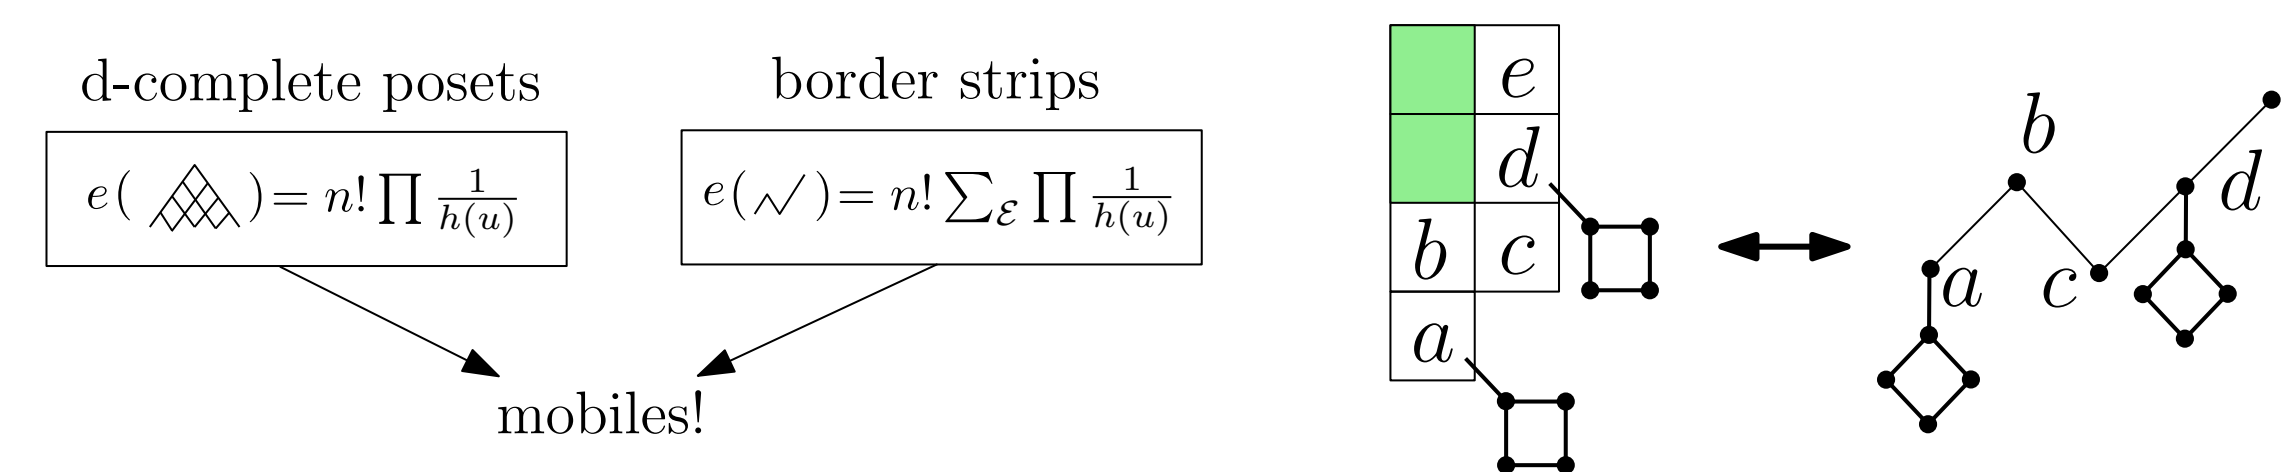 d-complete posets
border strips
e( ) = n! ∏ 1/h(u)
e( ) = n! ∑_ℰ ∏ 1/h(u)
mobiles!
e
d
b c
a
b
d
a c